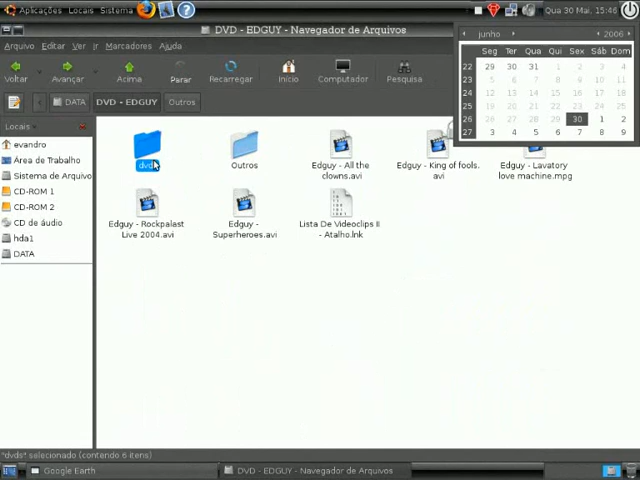 Aplicações Locais Sistema
Qua 30 Mai, 15:46
DVD - EDGUY - Navegador de Arquivos
Arquivo Editar Ver Ir Marcadores Ajuda
junho 2006
Seg Ter Qua Qui Sex Sáb Dom
22 29 30 31 1 2 3 4
23 5 6 7 8 9 10 11
24 12 13 14 15 16 17 18
25 19 20 21 22 23 24 25
26 26 27 28 29 30 1 2
27 3 4 5 6 7 8 9
Voltar Avançar Acima Parar Recarregar Início Computador Pesquisa
DATA DVD - EDGUY Outros
Locais
evandro
Área de Trabalho
Sistema de Arquivo
CD-ROM 1
CD-ROM 2
CD de áudio
hda1
DATA
dvds
Outros
Edguy - All the
clowns.avi
Edguy - King of fools.
avi
Edguy - Lavatory
love machine.mpg
Edguy - Rockpalast
Live 2004.avi
Edguy -
Superheroes.avi
Lista De Videoclips II
- Atalho.lnk
"dvds" selecionado (contendo 6 itens)
Google Earth
DVD - EDGUY - Navegador de Arquivos